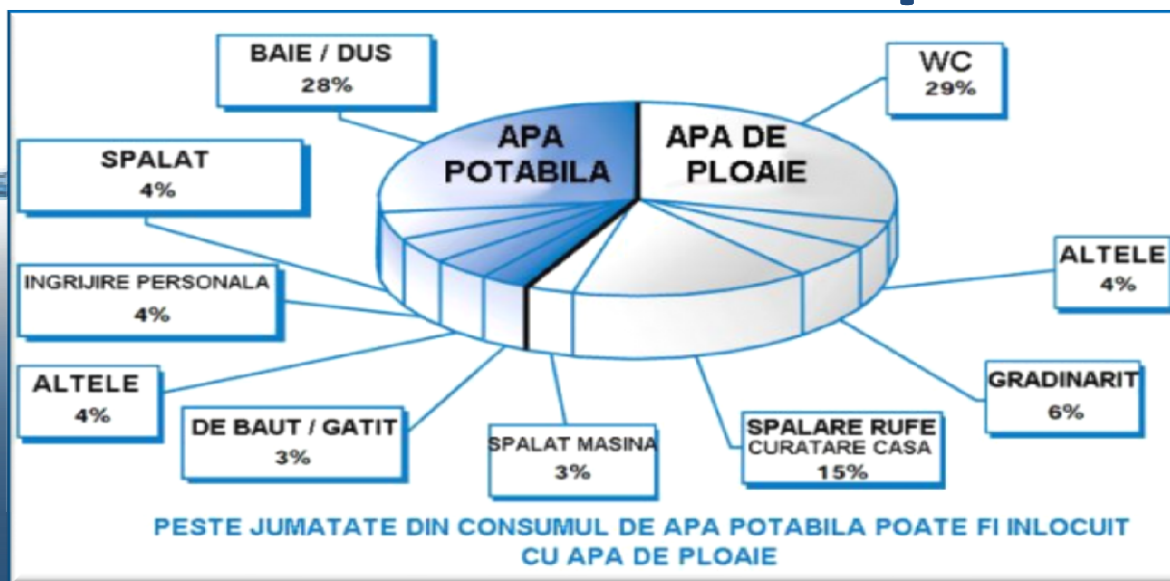 BAIE / DUS
28%
WC
29%
APA
POTABILA
APA DE
PLOAIE
SPALAT
4%
INGRIJIRE PERSONALA
4%
ALTELE
4%
ALTELE
4%
DE BAUT / GATIT
3%
SPALAT MASINA
3%
SPALARE RUFE
CURATARE CASA
15%
GRADINARIT
6%
PESTE JUMATATE DIN CONSUMUL DE APA POTABILA POATE FI INLOCUIT
CU APA DE PLOAIE